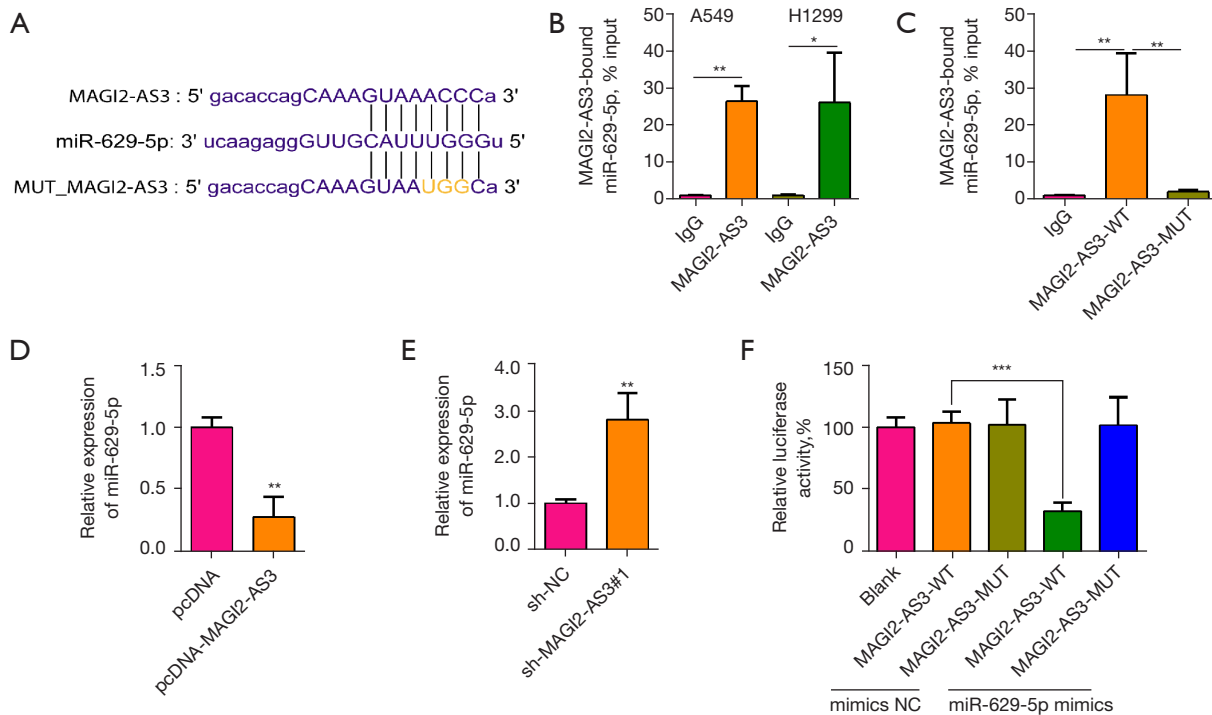 A
MAGI2-AS3 : 5' gacaccagCAAAGUAAACCCa 3'
miR-629-5p: 3' ucaagaggGUUGCAUUUGGGu 5'
MUT_MAGI2-AS3 : 5' gacaccagCAAAGUAAUGGCa 3'
B
MAGI2-AS3-bound
miR-629-5p, % input
50
40
30
20
10
0
A549
H1299
**
*
IgG
MAGI2-AS3
IgG
MAGI2-AS3
C
MAGI2-AS3-bound
miR-629-5p, % input
50
40
30
20
10
0
**
**
IgG
MAGI2-AS3-WT
MAGI2-AS3-MUT
D
Relative expression
of miR-629-5p
1.5
1.0
0.5
0.0
**
pcDNA
pcDNA-MAGI2-AS3
E
Relative expression
of miR-629-5p
4.0
3.0
2.0
1.0
0.0
**
sh-NC
sh-MAGI2-AS3#1
F
Relative luciferase
activity,%
150
100
50
0
***
Blank
MAGI2-AS3-WT
MAGI2-AS3-MUT
MAGI2-AS3-WT
MAGI2-AS3-MUT
mimics NC
miR-629-5p mimics